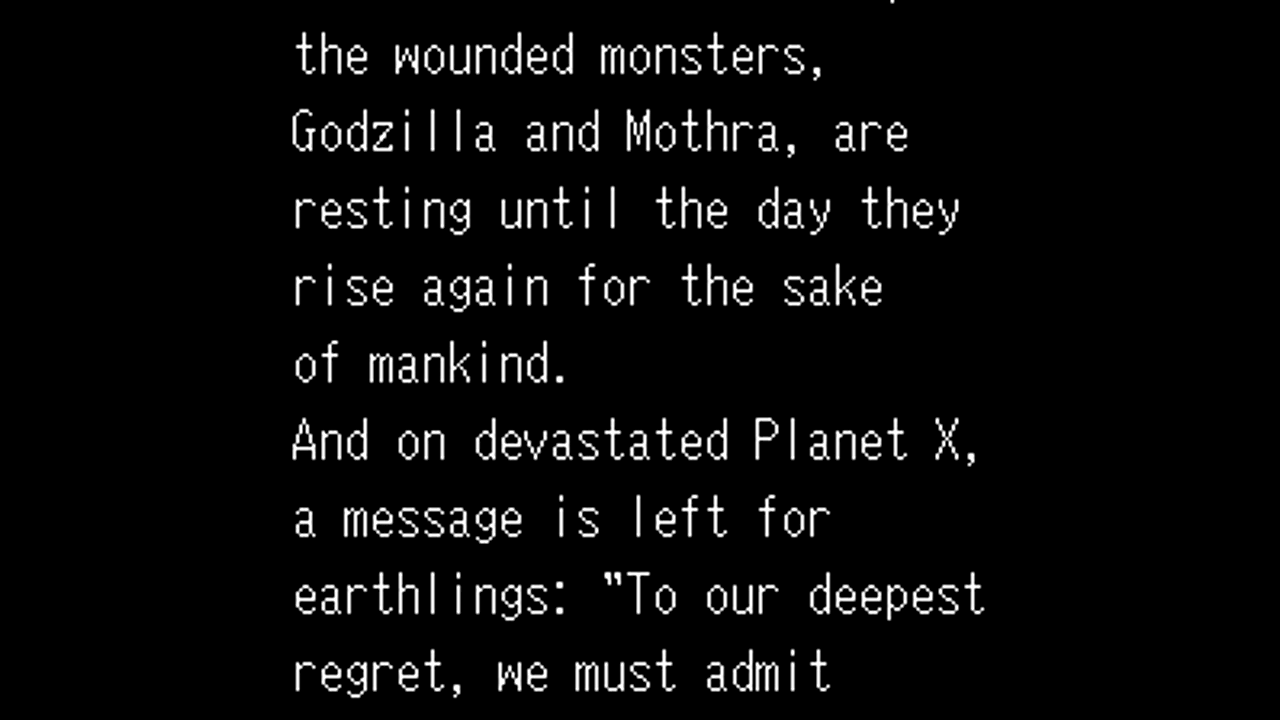 the wounded monsters,
Godzilla and Mothra, are
resting until the day they
rise again for the sake
of mankind.
And on devastated Planet X,
a message is left for
earthlings: "To our deepest
regret, we must admit